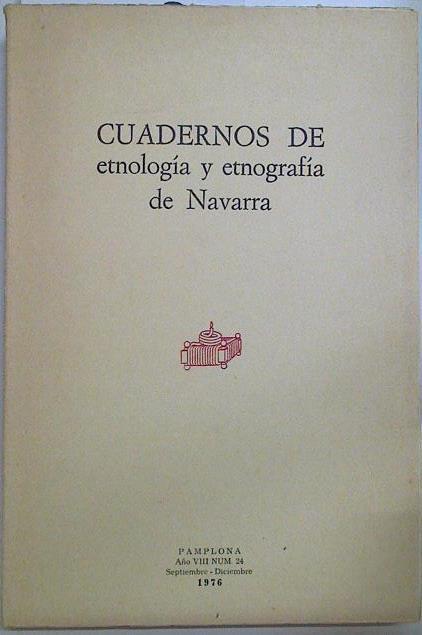 CUADERNOS DE
etnología y etnografía
de Navarra
PAMPLONA
Año VIII NUM 24
Septiembre - Diciembre
1976